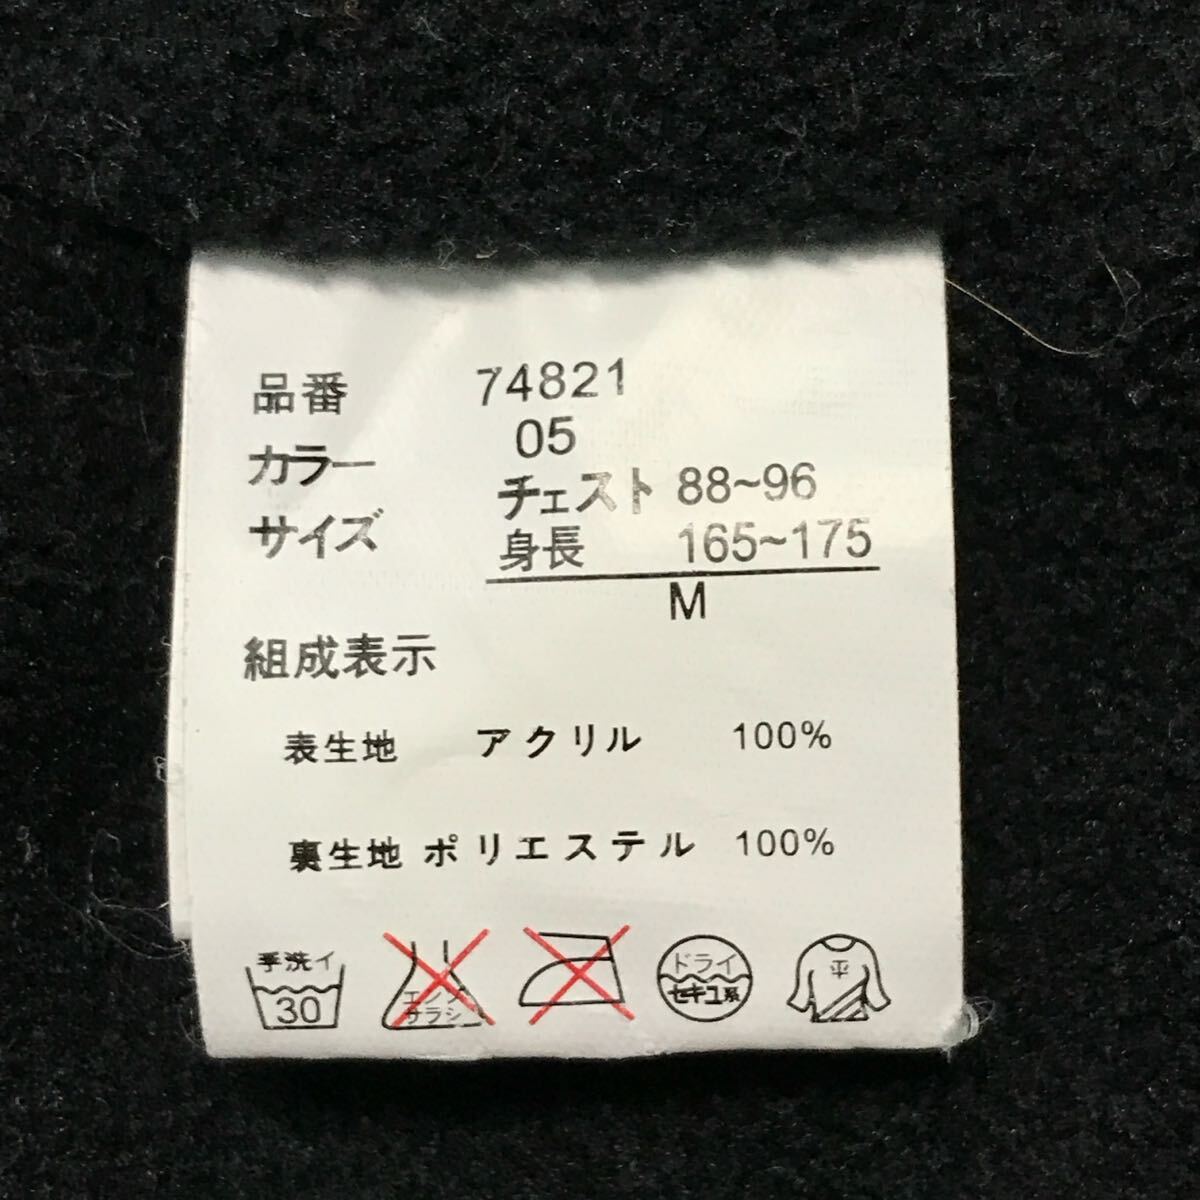 品番 74821
カラー 05
サイズ チェスト 88~96
身長 165~175
M
組成表示
表生地 アクリル 100%
裏生地 ポリエステル 100%
手洗イ 30
エンソサラシ
ドライ セキユ系
平